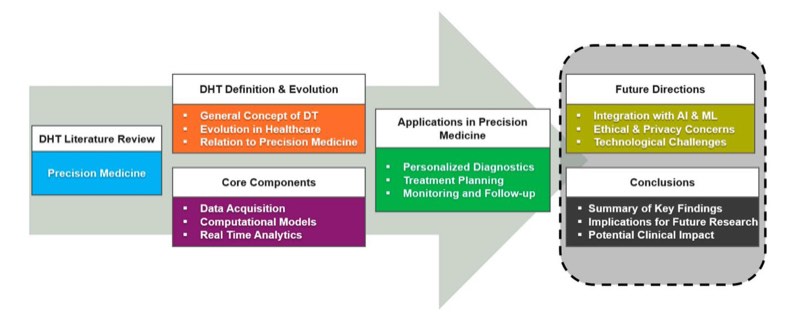 DHT Literature Review
Precision Medicine
DHT Definition & Evolution
▪ General Concept of DT
▪ Evolution in Healthcare
▪ Relation to Precision Medicine
Core Components
▪ Data Acquisition
▪ Computational Models
▪ Real Time Analytics
Applications in Precision
Medicine
▪ Personalized Diagnostics
▪ Treatment Planning
▪ Monitoring and Follow-up
Future Directions
▪ Integration with AI & ML
▪ Ethical & Privacy Concerns
▪ Technological Challenges
Conclusions
▪ Summary of Key Findings
▪ Implications for Future Research
▪ Potential Clinical Impact